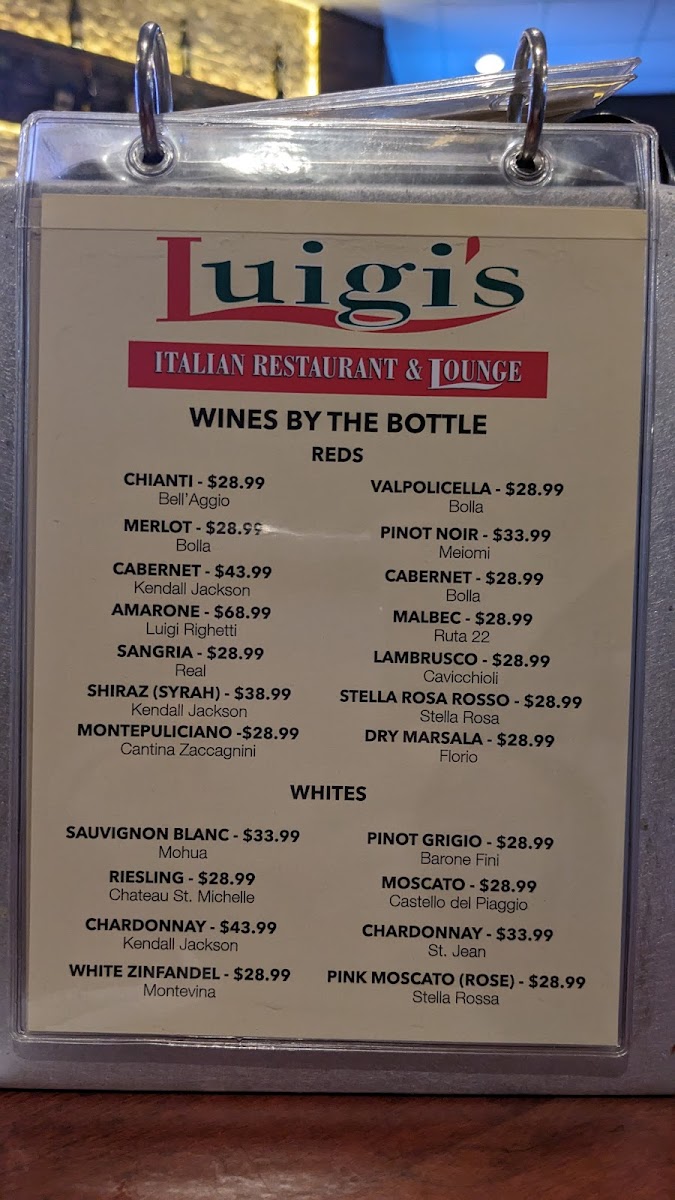 Luigi's
ITALIAN RESTAURANT & LOUNGE
WINES BY THE BOTTLE
REDS
CHIANTI - $28.99
Bell'Aggio
MERLOT - $28.99
Bolla
CABERNET - $43.99
Kendall Jackson
AMARONE - $68.99
Luigi Righetti
SANGRIA - $28.99
Real
SHIRAZ (SYRAH) - $38.99
Kendall Jackson
MONTEPULICIANO -$28.99
Cantina Zaccagnini
VALPOLICELLA - $28.99
Bolla
PINOT NOIR - $33.99
Meiomi
CABERNET - $28.99
Bolla
MALBEC - $28.99
Ruta 22
LAMBRUSCO - $28.99
Cavicchioli
STELLA ROSA ROSSO - $28.99
Stella Rosa
DRY MARSALA - $28.99
Florio
WHITES
SAUVIGNON BLANC - $33.99
Mohua
RIESLING - $28.99
Chateau St. Michelle
CHARDONNAY - $43.99
Kendall Jackson
WHITE ZINFANDEL - $28.99
Montevina
PINOT GRIGIO - $28.99
Barone Fini
MOSCATO - $28.99
Castello del Piaggio
CHARDONNAY - $33.99
St. Jean
PINK MOSCATO (ROSE) - $28.99
Stella Rossa